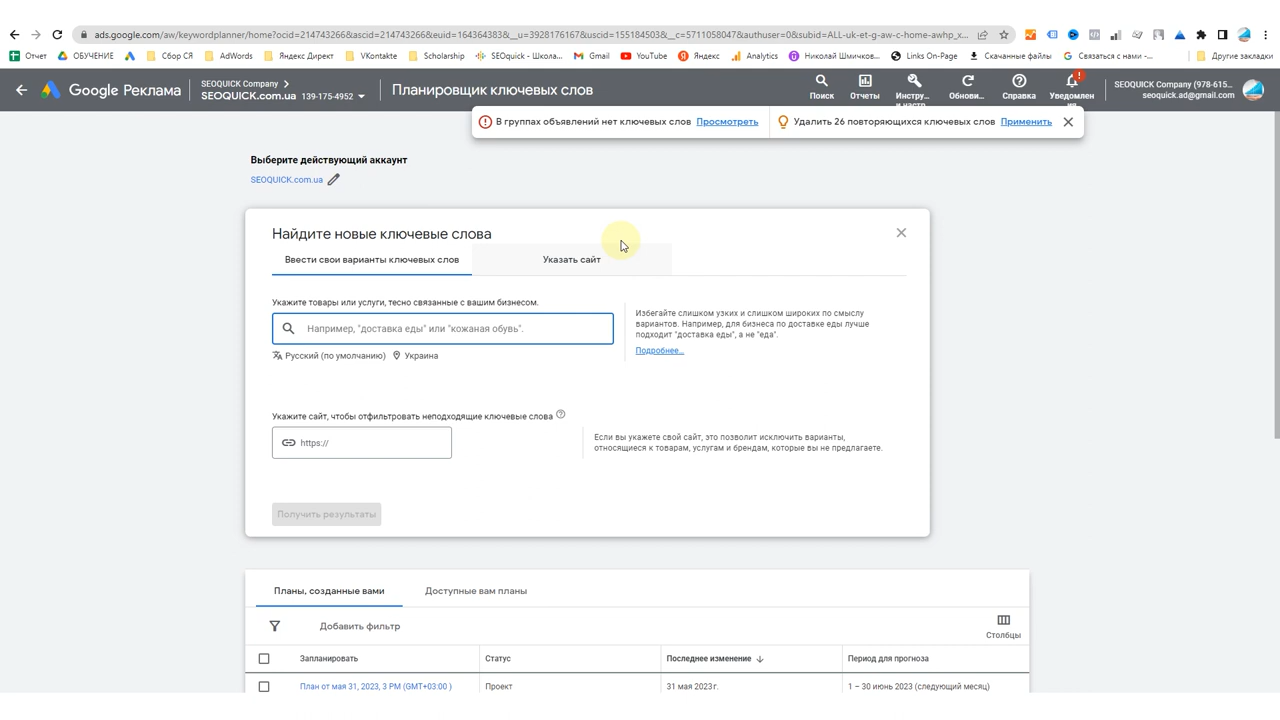 ads.google.com/aw/keywordplanner/home?ocid=214743266&ascid=214743266&euid=164364383&__u=3928176167&uscid=155184503&__c=5711058047&authuser=0&subid=ALL-uk-et-g-aw-c-home-awhp_x...
Отчет ОБУЧЕНИЕ Сбор СЯ AdWords Яндекс Директ VKontakte SEOquick - Школа... Scholarship Gmail YouTube Яндекс Analytics Николай Шмичков... Links On-Page Скачанные файлы Связаться с нами -... Другие закладки
Google Реклама
SEOQUICK Company
SEOQUICK.com.ua 139-175-4952
Планировщик ключевых слов
Поиск
Отчеты
Инстру...
и настр
Обнови...
Справка
Уведомлен
ия
SEOQUICK Company (978-615...
seoquick.ad@gmail.com
В группах объявлений нет ключевых слов Просмотреть
Удалить 26 повторяющихся ключевых слов Применить
Выберите действующий аккаунт
SEOQUICK.com.ua
Найдите новые ключевые слова
Ввести свои варианты ключевых слов
Указать сайт
Укажите товары или услуги, тесно связанные с вашим бизнесом.
Например, "доставка еды" или "кожаная обувь".
Русский (по умолчанию) Украина
Избегайте слишком узких и слишком широких по смыслу
вариантов. Например, для бизнеса по доставке еды лучше
подходит "доставка еды", а не "еда".
Подробнее...
Укажите сайт, чтобы отфильтровать неподходящие ключевые слова
https://
Если вы укажете свой сайт, это позволит исключить варианты,
относящиеся к товарам, услугам и брендам, которые вы не предлагаете.
Получить результаты
Планы, созданные вами
Доступные вам планы
Добавить фильтр
Столбцы
Запланировать Статус Последнее изменение Период для прогноза
План от мая 31, 2023, 3 PM (GMT+03:00 ) Проект 31 мая 2023 г. 1 – 30 июнь 2023 (следующий месяц)